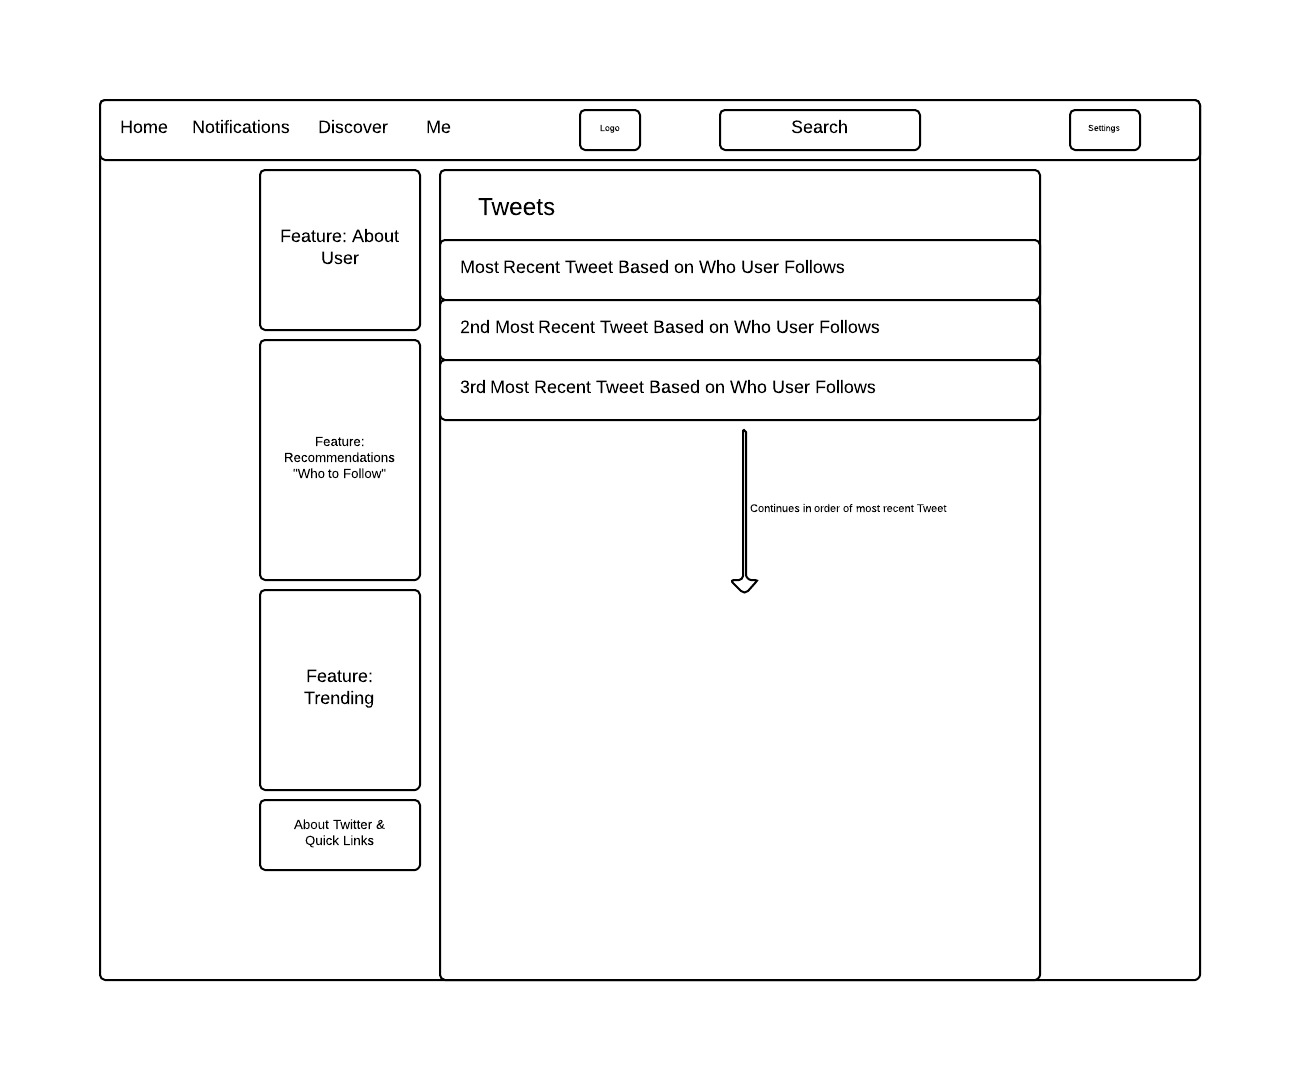 Home Notifications Discover Me Logo Search Settings
Feature: About
User
Feature:
Recommendations
"Who to Follow"
Feature:
Trending
About Twitter &
Quick Links
Tweets
Most Recent Tweet Based on Who User Follows
2nd Most Recent Tweet Based on Who User Follows
3rd Most Recent Tweet Based on Who User Follows
Continues in order of most recent Tweet